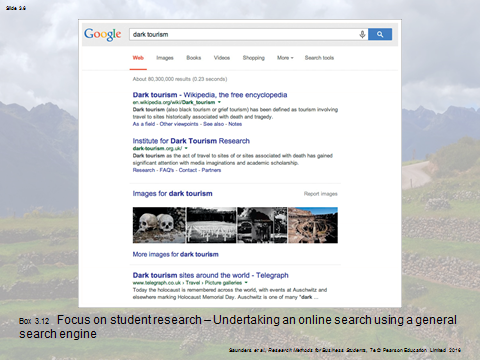 Slide 3.6
Google
dark tourism
Web Images Books Videos Shopping More Search tools
About 80,300,000 results (0.23 seconds)
Dark tourism - Wikipedia, the free encyclopedia
en.wikipedia.org/wiki/Dark_tourism
Dark tourism (also black tourism or grief tourism) has been defined as tourism involving
travel to sites historically associated with death and tragedy.
As a field - Other viewpoints - See also - Notes
Institute for Dark Tourism Research
dark-tourism.org.uk/
Dark tourism as the act of travel to sites of or sites associated with death has gained
significant attention with media imaginations and academic scholarship.
Research - FAQ's - Contact - Partners
Images for dark tourism Report images
More images for dark tourism
Dark tourism sites around the world - Telegraph
www.telegraph.co.uk › Travel › Picture galleries
Today the holocaust is remembered across the world, with events at Auschwitz and
elsewhere marking Holocaust Memorial Day. Auschwitz is one of many "dark ...
Box 3.12 Focus on student research – Undertaking an online search using a general
search engine
Saunders et al, Research Methods for Business Students, 7e © Pearson Education Limited 2016